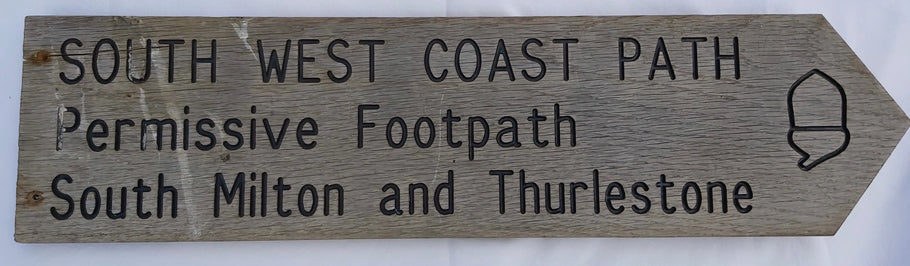 SOUTH WEST COAST PATH
Permissive Footpath
South Milton and Thurlestone